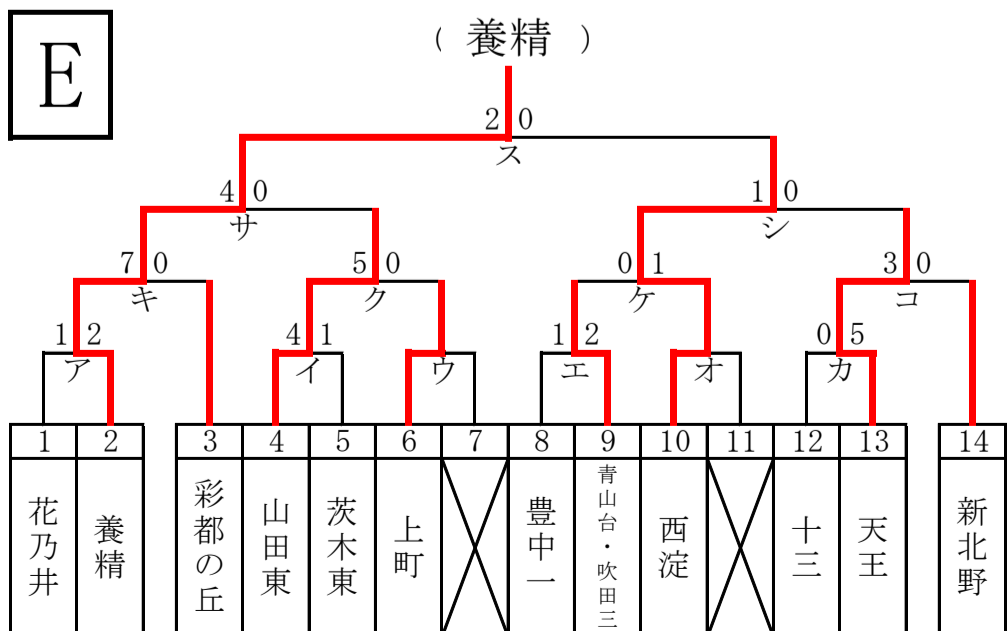 E
( 養精 )
2 0
ス
4 0
1 0
サ
シ
7 0
5 0
0 1
3 0
キ
ク
ケ
コ
1 2
4 1
1 2
0 5
ア
イ
ウ
エ
オ
カ
1
2
3
4
5
6
7
8
9
10
11
12
13
14
花乃井
養精
彩都の丘
山田東
茨木東
上町
豊中一
青山台・吹田三
西淀
十三
天王
新北野